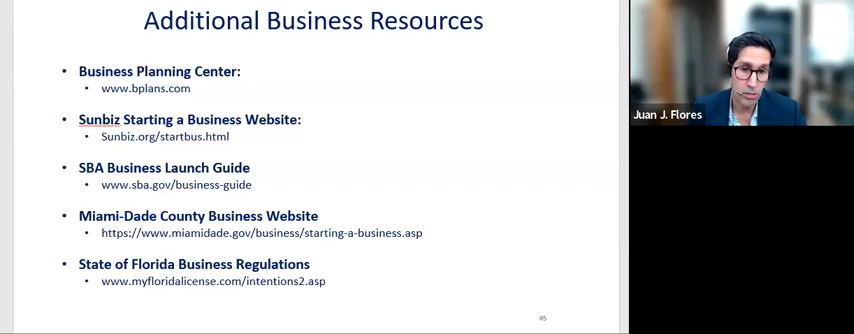 Additional Business Resources
• Business Planning Center:
• www.bplans.com
• Sunbiz Starting a Business Website:
• Sunbiz.org/startbus.html
• SBA Business Launch Guide
• www.sba.gov/business-guide
• Miami-Dade County Business Website
• https://www.miamidade.gov/business/starting-a-business.asp
• State of Florida Business Regulations
• www.myfloridalicense.com/intentions2.asp
45
Juan J. Flores